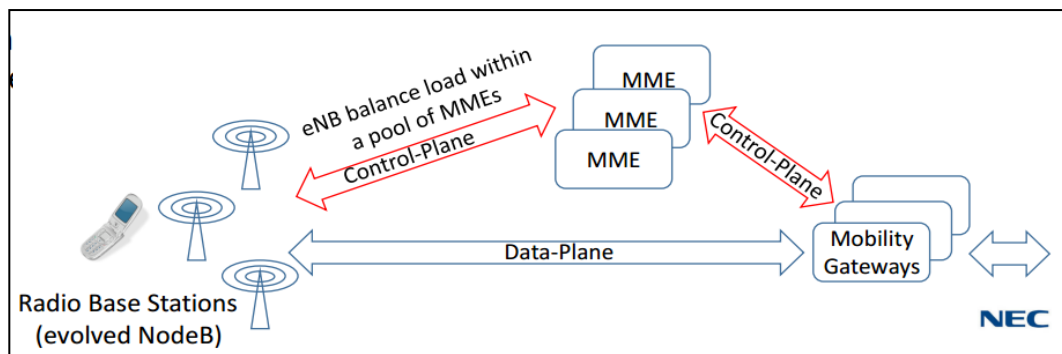 eNB balance load within
a pool of MMEs
Control-Plane
MME
MME
MME
Control-Plane
Data-Plane
Mobility
Gateways
Radio Base Stations
(evolved NodeB)
NEC